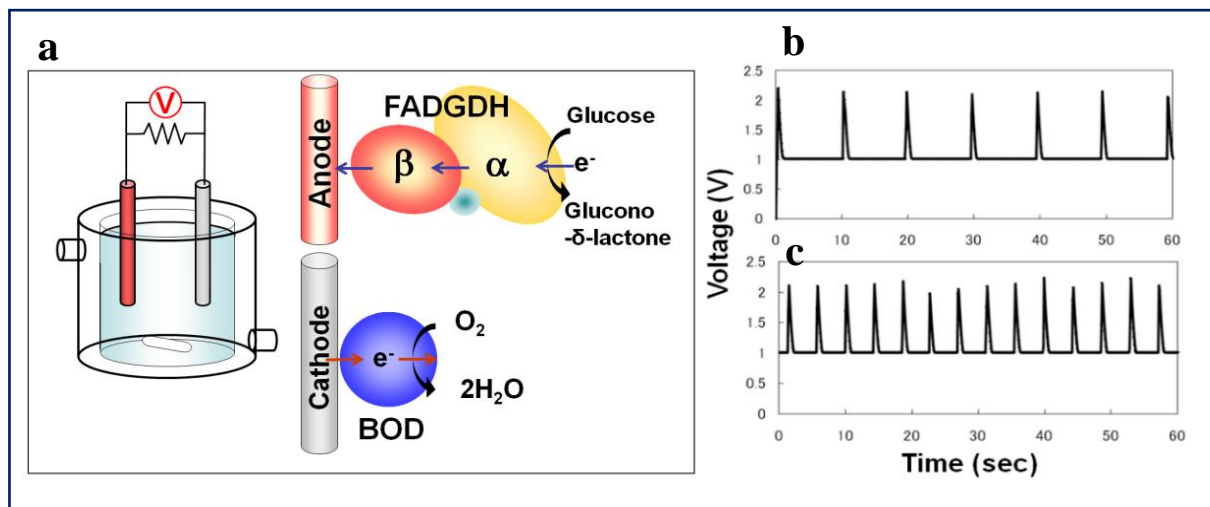 a
V
Anode
FADGDH
β
α
Glucose
e-
Glucono
-δ-lactone
Cathode
e-
O2
2H2O
BOD
b
2.5
2
1.5
1
0.5
0
10
20
30
40
50
60
c
2.5
2
1.5
1
0.5
0
0
10
20
30
40
50
60
Voltage (V)
Time (sec)